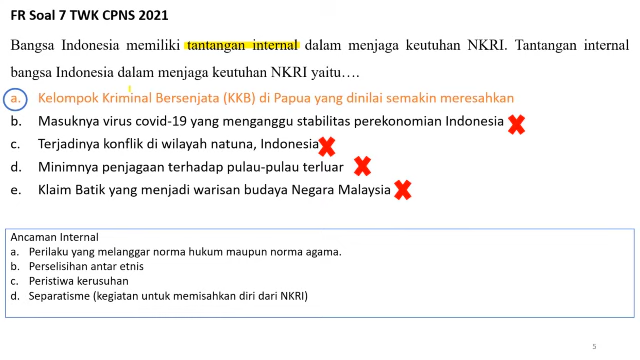 FR Soal 7 TWK CPNS 2021
Bangsa Indonesia memiliki tantangan internal dalam menjaga keutuhan NKRI. Tantangan internal
bangsa Indonesia dalam menjaga keutuhan NKRI yaitu….
a. Kelompok Kriminal Bersenjata (KKB) di Papua yang dinilai semakin meresahkan
b. Masuknya virus covid-19 yang menganggu stabilitas perekonomian Indonesia
c. Terjadinya konflik di wilayah natuna, Indonesia
d. Minimnya penjagaan terhadap pulau-pulau terluar
e. Klaim Batik yang menjadi warisan budaya Negara Malaysia
Ancaman Internal
a. Perilaku yang melanggar norma hukum maupun norma agama.
b. Perselisihan antar etnis
c. Peristiwa kerusuhan
d. Separatisme (kegiatan untuk memisahkan diri dari NKRI)
5